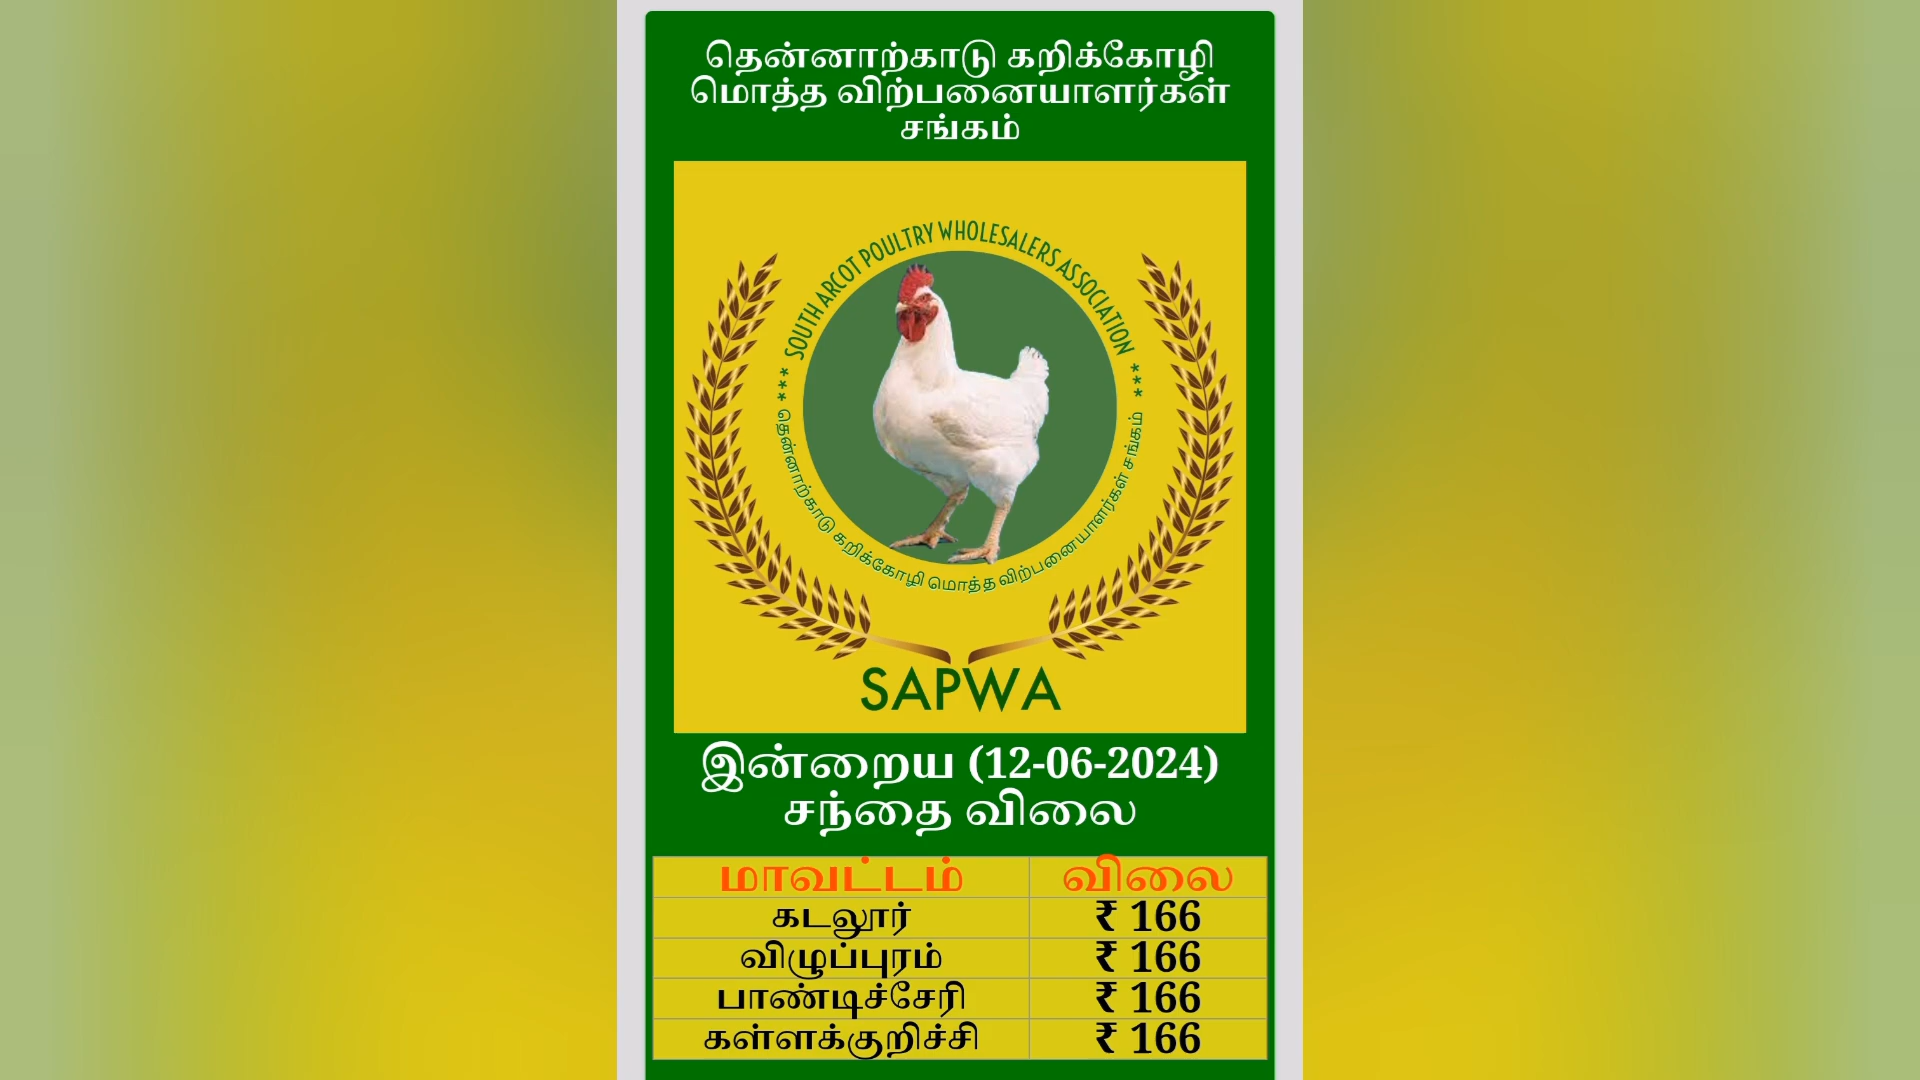 தென்னாற்காடு கறிக்கோழி
மொத்த விற்பனையாளர்கள்
சங்கம்
*** SOUTH ARCOT POULTRY WHOLESALERS ASSOCIATION ***
தென்னாற்காடு கறிக்கோழி மொத்த விற்பனையாளர்கள் சங்கம்
SAPWA
இன்றைய (12-06-2024)
சந்தை விலை
மாவட்டம் விலை
கடலூர் ₹ 166
விழுப்புரம் ₹ 166
பாண்டிச்சேரி ₹ 166
கள்ளக்குறிச்சி ₹ 166